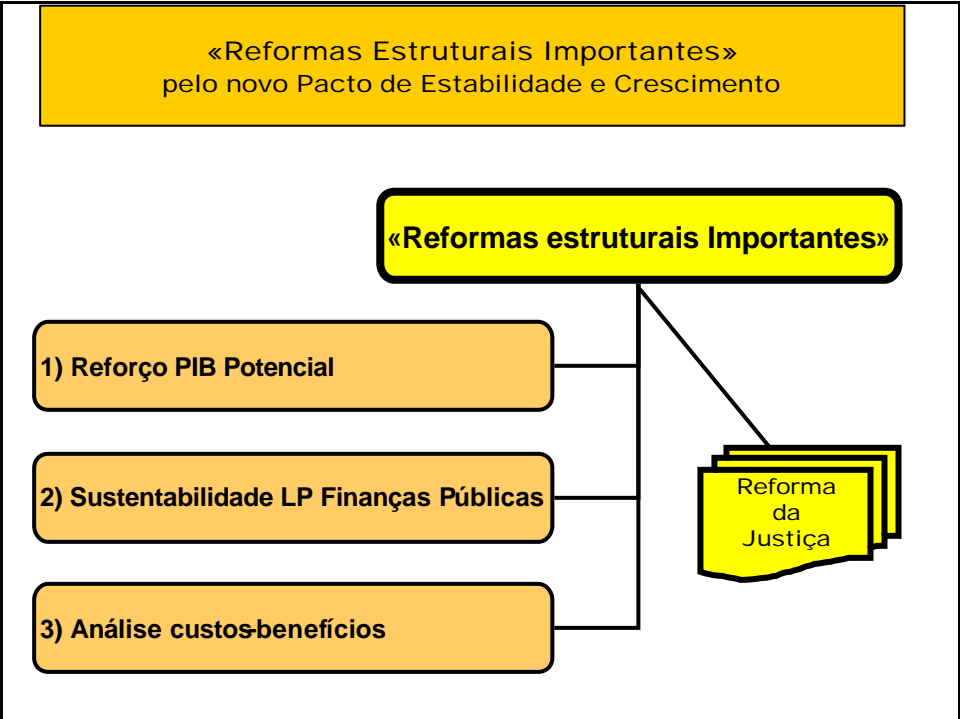 «Reformas Estruturais Importantes»
pelo novo Pacto de Estabilidade e Crescimento
«Reformas estruturais Importantes»
1) Reforço PIB Potencial
2) Sustentabilidade LP Finanças Públicas
3) Análise custos-benefícios
Reforma
da
Justiça